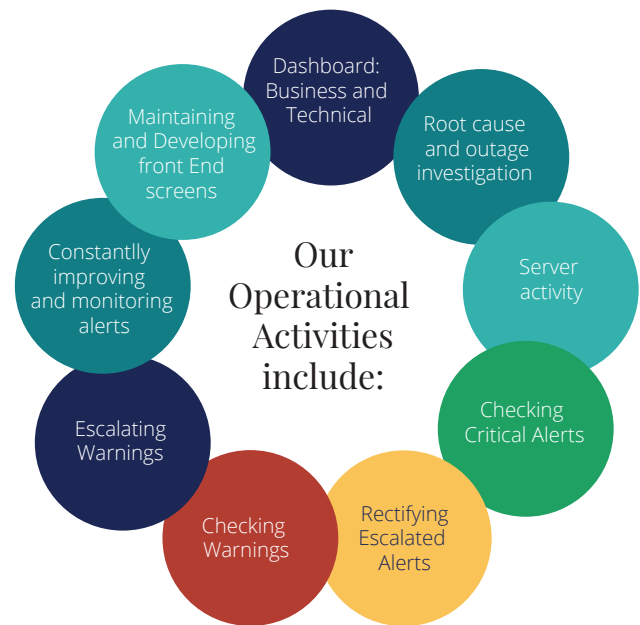 Dashboard:
Business and
Technical
Root cause
and outage
investigation
Server
activity
Checking
Critical Alerts
Rectifying
Escalated
Alerts
Checking
Warnings
Escalating
Warnings
Constantlly
improving
and monitoring
alerts
Maintaining
and Developing
front End
screens
Our
Operational
Activities
include: